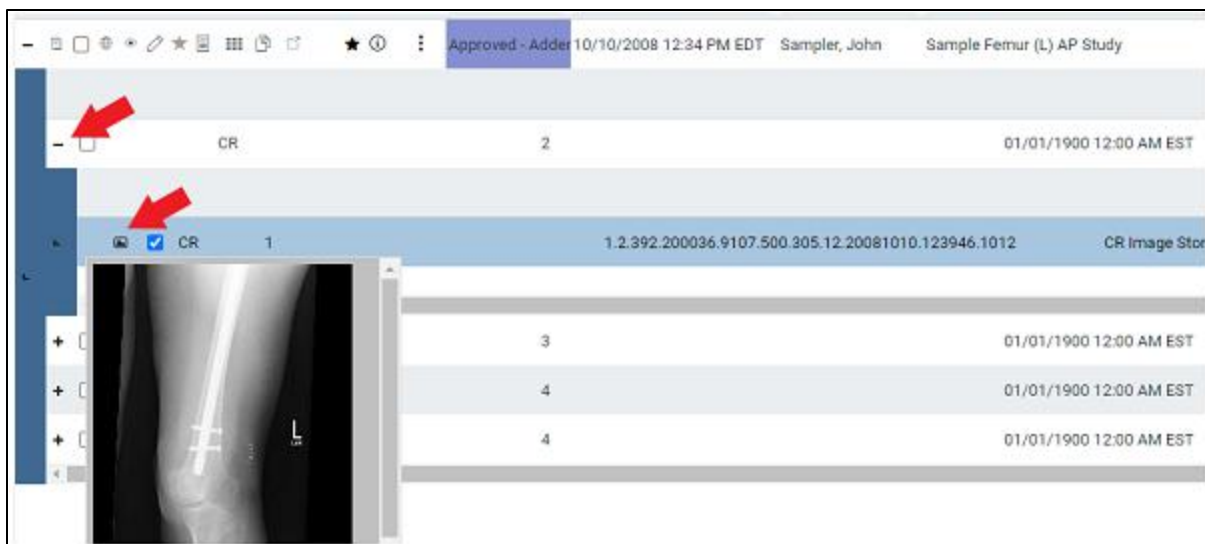 Approved - Adder 10/10/2008 12:34 PM EDT Sampler, John Sample Femur (L) AP Study
CR 2 01/01/1900 12:00 AM EST
CR 1 1.2.392.200036.9107.500.305.12.20081010.123946.1012 CR Image Stor
L
3 01/01/1900 12:00 AM EST
4 01/01/1900 12:00 AM EST
4 01/01/1900 12:00 AM EST